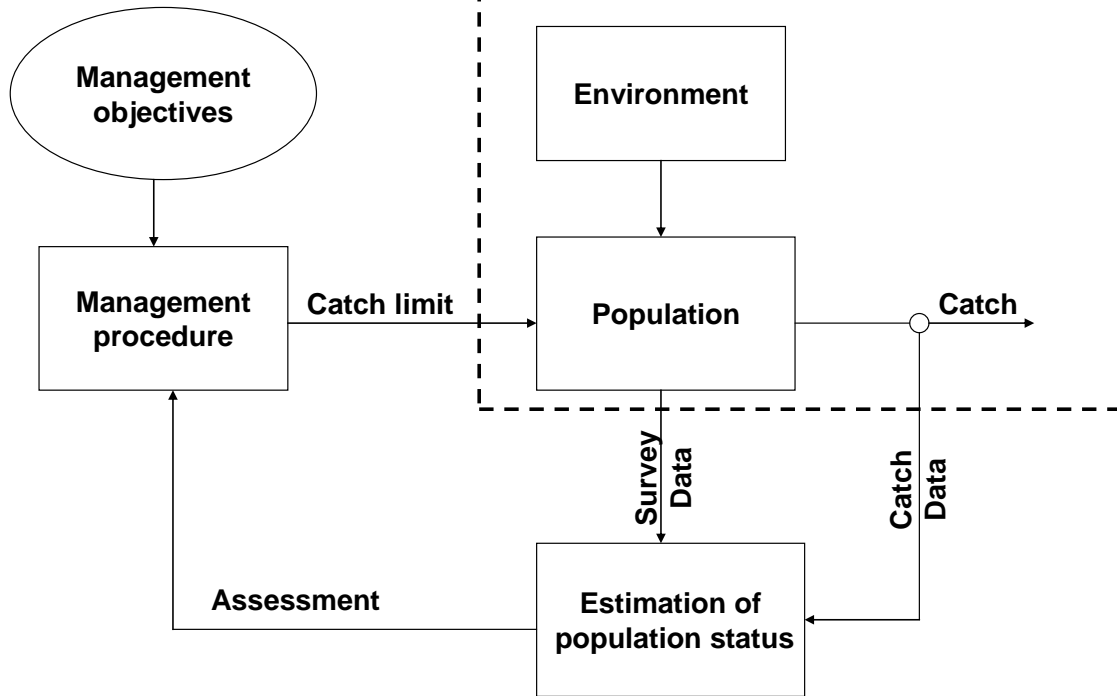 Management
objectives
Environment
Management
procedure
Catch limit
Population
Catch
Survey
Data
Catch
Data
Assessment
Estimation of
population status